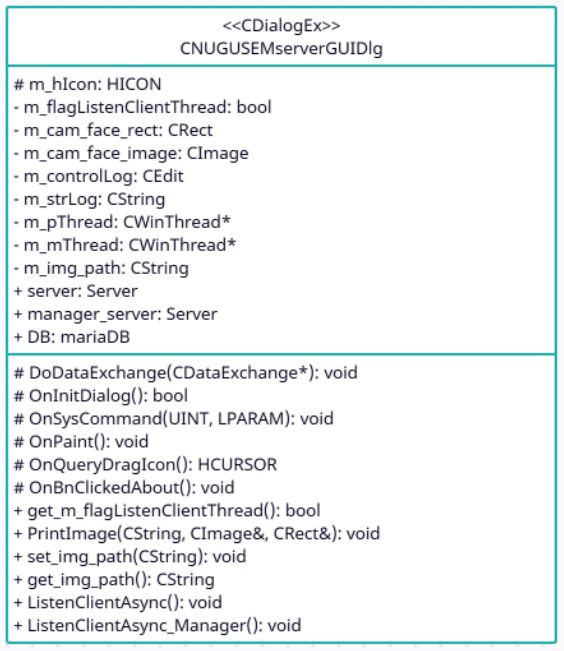 <<CDialogEx>>
CNUGUSEMserverGUIDlg
# m_hIcon: HICON
- m_flagListenClientThread: bool
- m_cam_face_rect: CRect
- m_cam_face_image: CImage
- m_controlLog: CEdit
- m_strLog: CString
- m_pThread: CWinThread*
- m_mThread: CWinThread*
- m_img_path: CString
+ server: Server
+ manager_server: Server
+ DB: mariaDB
# DoDataExchange(CDataExchange*): void
# OnInitDialog(): bool
# OnSysCommand(UINT, LPARAM): void
# OnPaint(): void
# OnQueryDragIcon(): HCURSOR
# OnBnClickedAbout(): void
+ get_m_flagListenClientThread(): bool
+ PrintImage(CString, CImage&, CRect&): void
+ set_img_path(CString): void
+ get_img_path(): CString
+ ListenClientAsync(): void
+ ListenClientAsync_Manager(): void